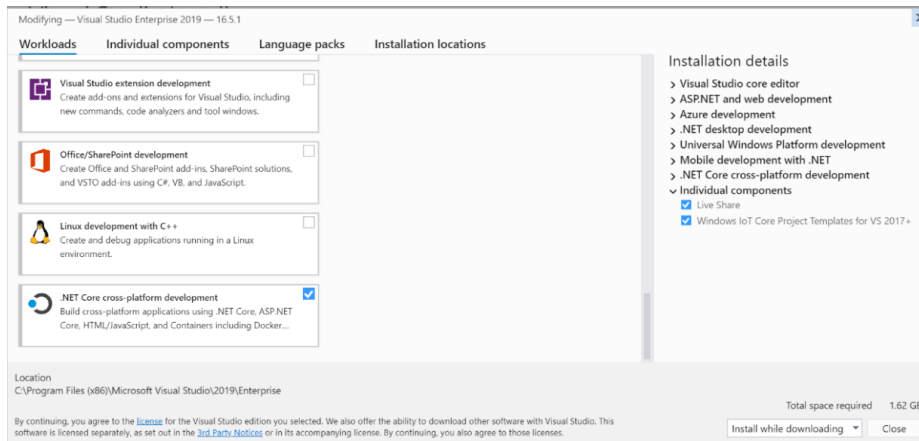 Modifying — Visual Studio Enterprise 2019 — 16.5.1
Workloads Individual components Language packs Installation locations
Visual Studio extension development
Create add-ons and extensions for Visual Studio, including
new commands, code analyzers and tool windows.
Office/SharePoint development
Create Office and SharePoint add-ins, SharePoint solutions,
and VSTO add-ins using C#, VB, and JavaScript.
Linux development with C++
Create and debug applications running in a Linux
environment.
.NET Core cross-platform development
Build cross-platform applications using .NET Core, ASP.NET
Core, HTML/JavaScript, and Containers including Docker...
Installation details
Visual Studio core editor
ASP.NET and web development
Azure development
.NET desktop development
Universal Windows Platform development
Mobile development with .NET
.NET Core cross-platform development
Individual components
Live Share
Windows IoT Core Project Templates for VS 2017+
Location
C:\Program Files (x86)\Microsoft Visual Studio\2019\Enterprise
By continuing, you agree to the license for the Visual Studio edition you selected. We also offer the ability to download other software with Visual Studio. This
software is licensed separately, as set out in the 3rd Party Notices or in its accompanying license. By continuing, you also agree to those licenses.
Total space required 1.62 GB
Install while downloading Close